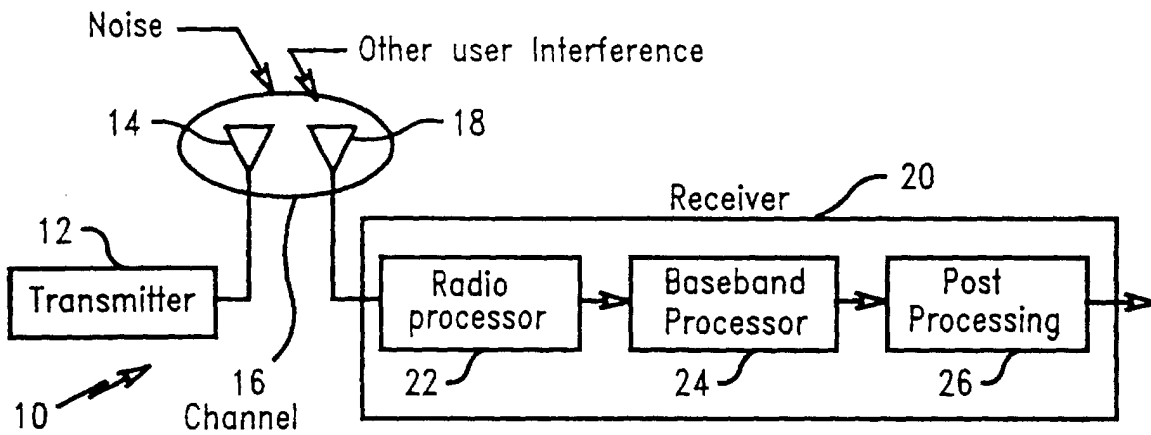 Noise
Other user Interference
14
18
Receiver
20
12
Transmitter
Radio
processor
Baseband
Processor
Post
Processing
22
24
26
10
16
Channel